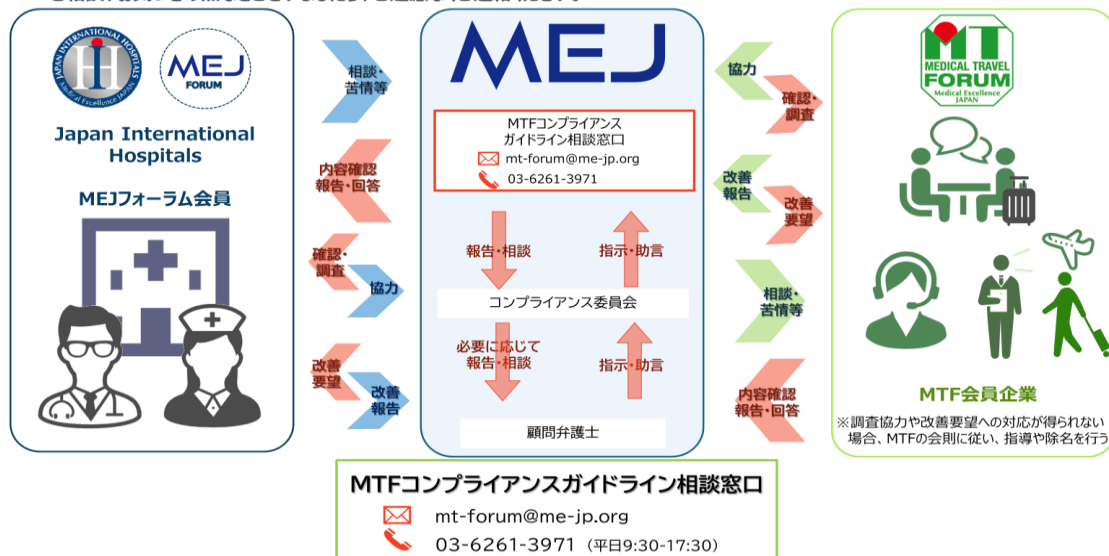 JAPAN INTERNATIONAL HOSPITALS
Medical Excellence JAPAN
MEJ
FORUM
Japan International
Hospitals
MEJフォーラム会員
相談・
苦情等
内容確認
報告・回答
確認・
調査
協力
改善
要望
改善
報告
MEJ
MTFコンプライアンス
ガイドライン相談窓口
mt-forum@me-jp.org
03-6261-3971
報告・相談
指示・助言
コンプライアンス委員会
必要に応じて
報告・相談
指示・助言
顧問弁護士
協力
確認・
調査
改善
報告
改善
要望
相談・
苦情等
内容確認
報告・回答
MT
MEDICAL TRAVEL
FORUM
Medical Excellence
JAPAN
MTF会員企業
※調査協力や改善要望への対応が得られない
場合、MTFの会則に従い、指導や除名を行う
MTFコンプライアンスガイドライン相談窓口
mt-forum@me-jp.org
03-6261-3971 (平日9:30-17:30)